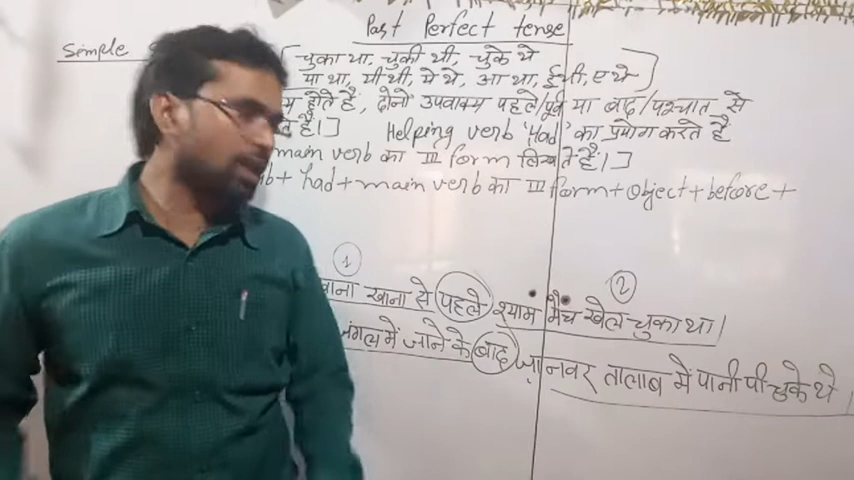 Past Perfect tense
Simple
[चुका था, चुकी थी, चुके थे
या था, यी थी, ये थे, आ था, ई थी, ए थे]
होते हैं, दोनो उपवाक्य पहले/पूर्व या बाद/पश्चात से
है।] Helping verb 'Had' का प्रयोग करते हैं
main verb का III form लिखते हैं।]
+ had + main verb का III form + object + before +
1 2
खाना खाना से पहले श्याम मैच खेल चुका था।
जंगल में जाने के बाद जानवर तालाब में पानी पी चुके थे।